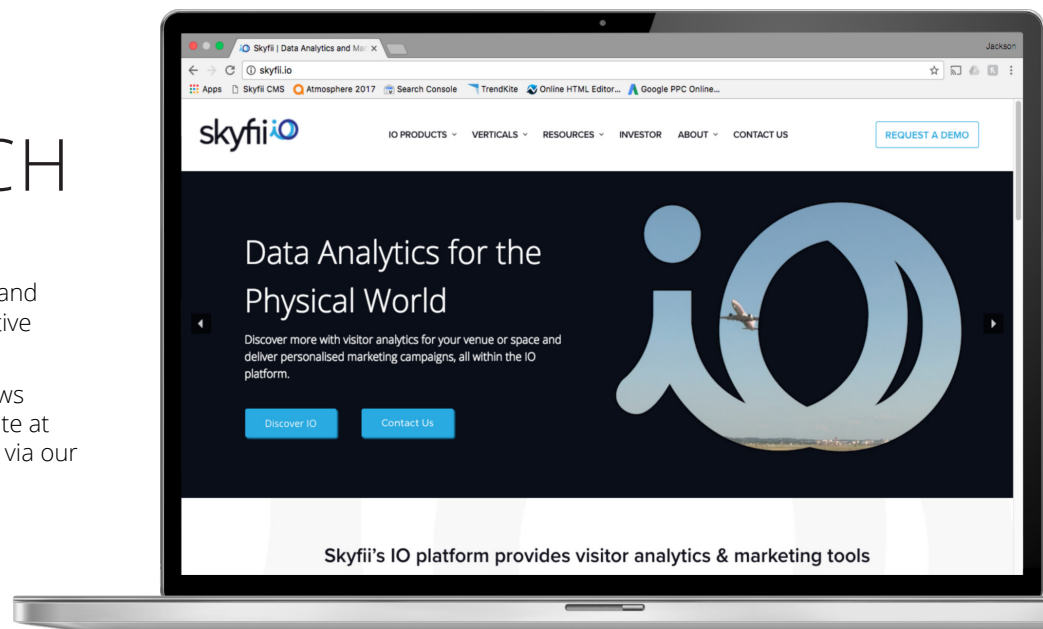 CH
and
tive
ws
te at
via our
Skyfii | Data Analytics and Mar
Jackson
skyfii.io
Apps Skyfii CMS Atmosphere 2017 Search Console TrendKite Online HTML Editor... Google PPC Online...
skyfii iO
IO PRODUCTS VERTICALS RESOURCES INVESTOR ABOUT CONTACT US REQUEST A DEMO
Data Analytics for the
Physical World
Discover more with visitor analytics for your venue or space and
deliver personalised marketing campaigns, all within the IO
platform.
Discover IO Contact Us
iO
Skyfii's IO platform provides visitor analytics & marketing tools